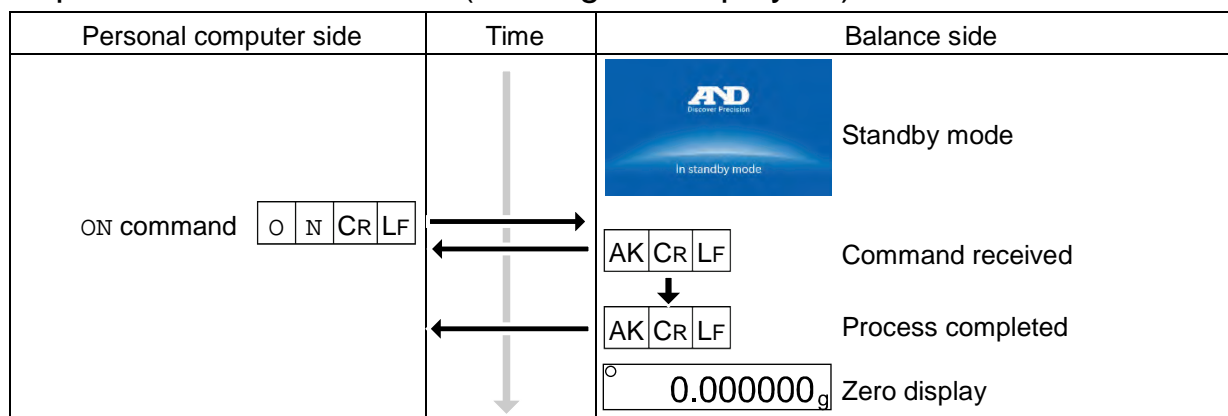 Personal computer side Time Balance side
AND
Discover Precision
In standby mode
Standby mode
ON command O N CR LF
AK CR LF Command received
AK CR LF Process completed
0.000000 g Zero display